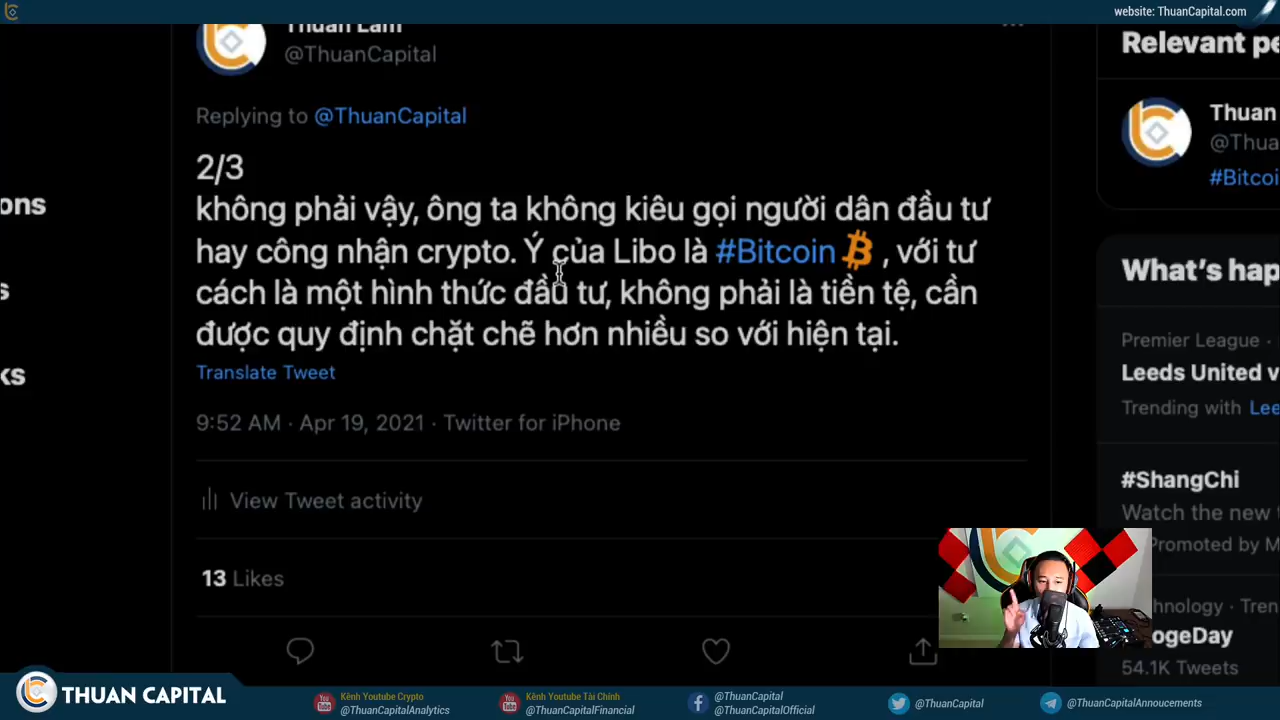 website: ThuanCapital.com
Thuan Lam
@ThuanCapital
Replying to @ThuanCapital
2/3
không phải vậy, ông ta không kiêu gọi người dân đầu tư
hay công nhận crypto. Ý của Libo là #Bitcoin , với tư
cách là một hình thức đầu tư, không phải là tiền tệ, cần
được quy định chặt chẽ hơn nhiều so với hiện tại.
Translate Tweet
9:52 AM · Apr 19, 2021 · Twitter for iPhone
View Tweet activity
13 Likes
ons
s
ks
Relevant pe
Thuan
@Thua
#Bitcoi
What's hap
Premier League ·
Leeds United v
Trending with Lee
#ShangChi
Watch the new
Promoted by M
hnology · Tren
ogeDay
54.1K Tweets
THUAN CAPITAL
Kênh Youtube Crypto
@ThuanCapitalAnalytics
Kênh Youtube Tài Chính
@ThuanCapitalFinancial
@ThuanCapital
@ThuanCapitalOfficial
@ThuanCapital
@ThuanCapitalAnnoucements